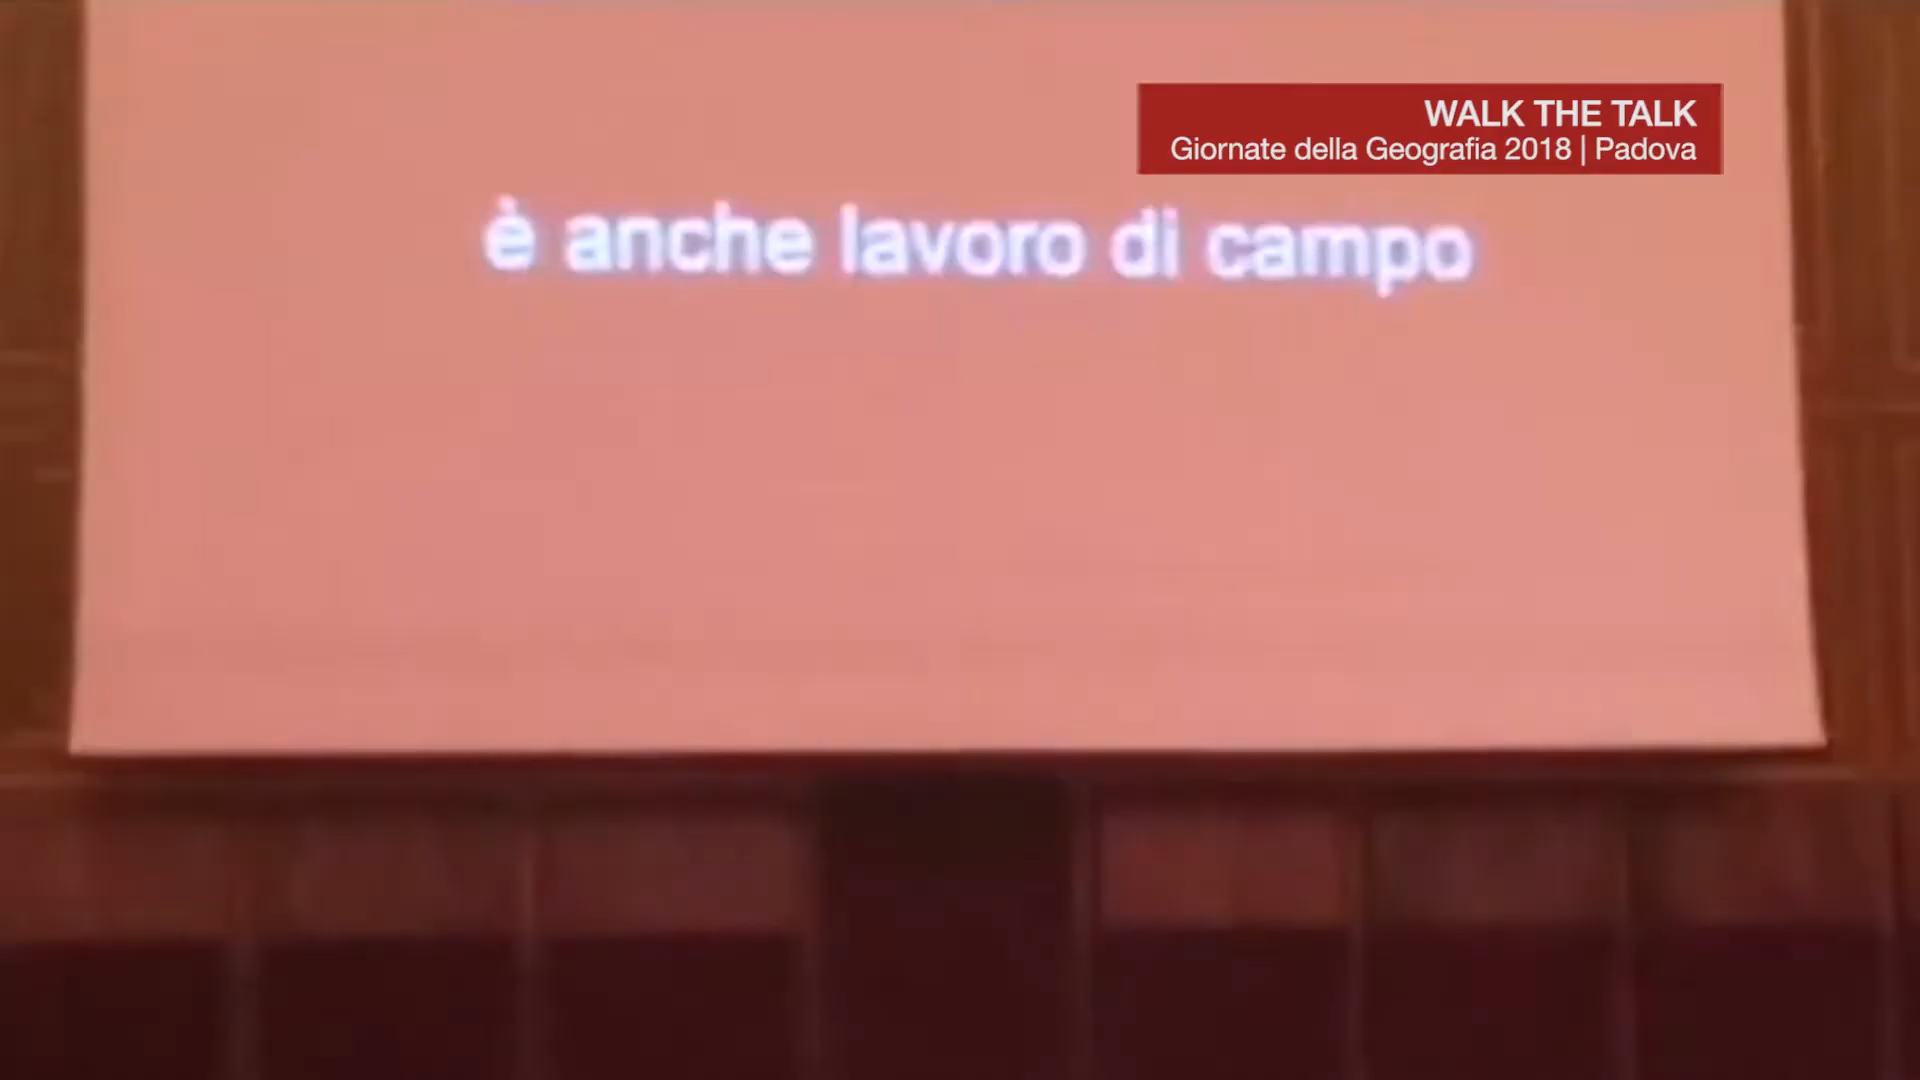 WALK THE TALK
Giornate della Geografia 2018 | Padova
è anche lavoro di campo